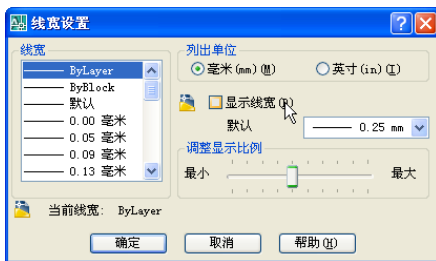 线宽设置
线宽
ByLayer
ByBlock
默认
0.00 毫米
0.05 毫米
0.09 毫米
0.13 毫米
列出单位
毫米(mm)(M)
英寸(in)(I)
显示线宽(D)
默认
0.25 mm
调整显示比例
最小
最大
当前线宽: ByLayer
确定
取消
帮助(H)